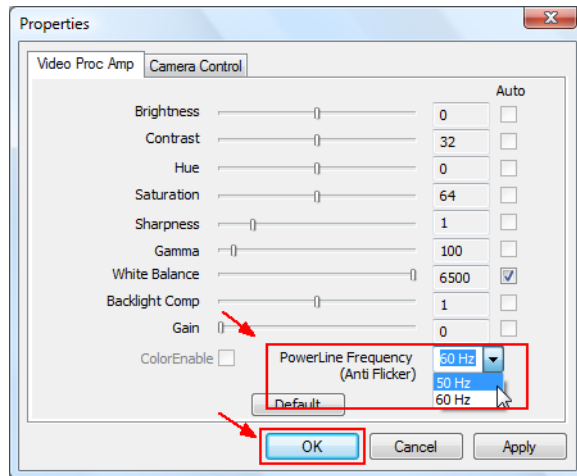 Properties
Video Proc Amp Camera Control
Auto
Brightness 0
Contrast 32
Hue 0
Saturation 64
Sharpness 1
Gamma 100
White Balance 6500
Backlight Comp 1
Gain 0
ColorEnable PowerLine Frequency 60 Hz
(Anti Flicker)
50 Hz
60 Hz
Default
OK Cancel Apply